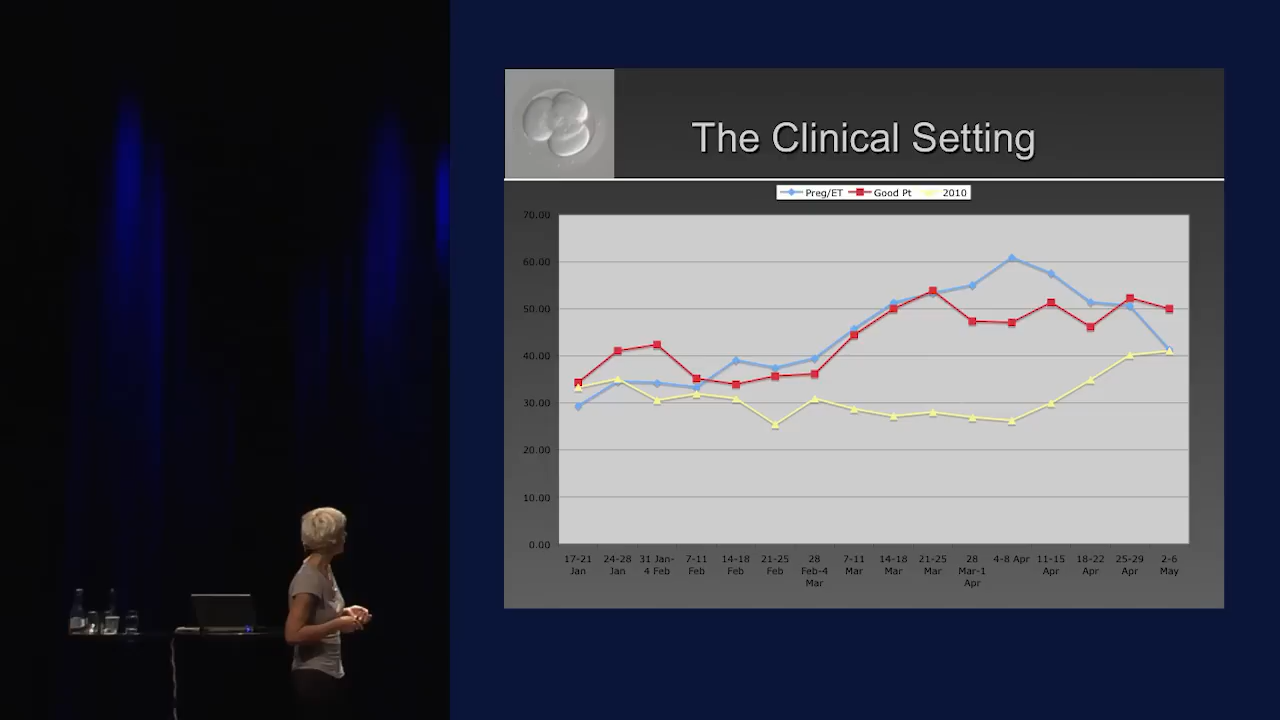 The Clinical Setting
Preg/ET Good Pt 2010
70.00
60.00
50.00
40.00
30.00
20.00
10.00
0.00
17-21 Jan
24-28 Jan
31 Jan-4 Feb
7-11 Feb
14-18 Feb
21-25 Feb
28 Feb-4 Mar
7-11 Mar
14-18 Mar
21-25 Mar
28 Mar-1 Apr
4-8 Apr
11-15 Apr
18-22 Apr
25-29 Apr
2-6 May